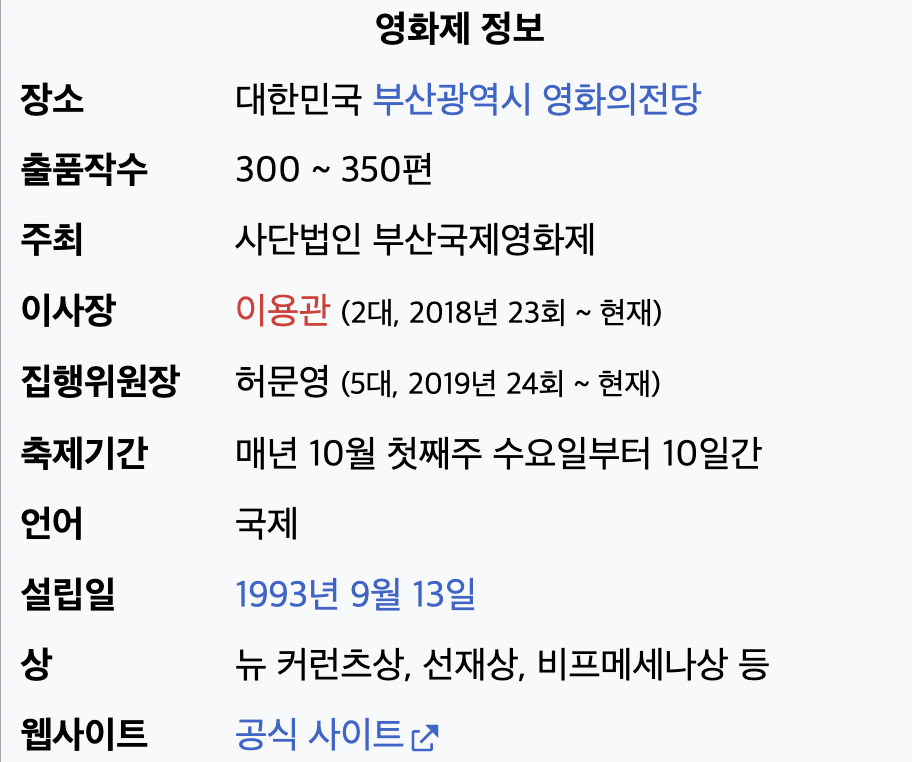 영화제 정보
장소 대한민국 부산광역시 영화의전당
출품작수 300 ~ 350편
주최 사단법인 부산국제영화제
이사장 이용관 (2대, 2018년 23회 ~ 현재)
집행위원장 허문영 (5대, 2019년 24회 ~ 현재)
축제기간 매년 10월 첫째주 수요일부터 10일간
언어 국제
설립일 1993년 9월 13일
상 뉴 커런츠상, 선재상, 비프메세나상 등
웹사이트 공식 사이트